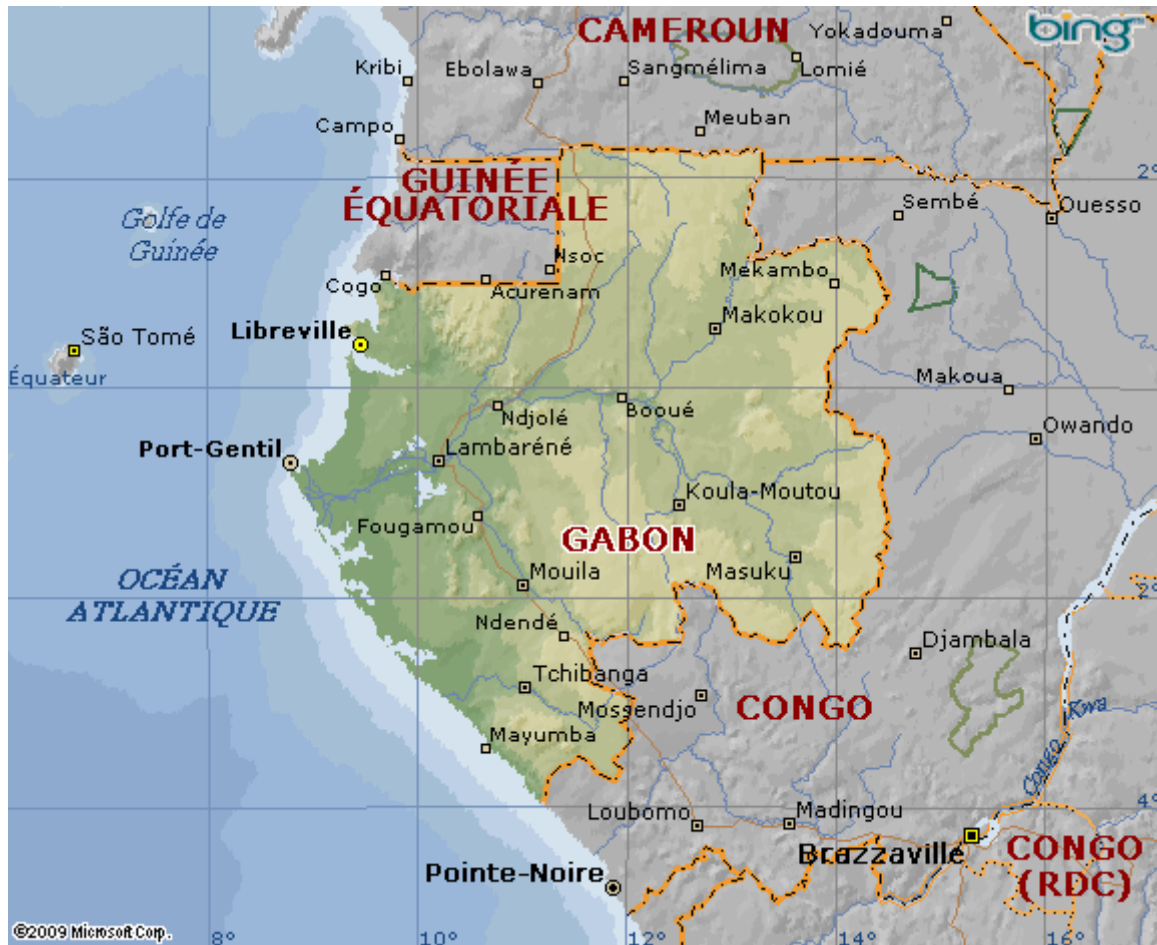 CAMEROUN
Yokadouma
bing
Kribi
Ebolawa
Sangmélima
Lomié
Campo
Meuban
2°
GUINÉE
ÉQUATORIALE
Golfe de
Guinée
Sembé
Ouesso
Nsoc
Cogo
Acurenam
Mekambo
Libreville
São Tomé
Makokou
Équateur
Makoua
Ndjolé
Booué
Owando
Port-Gentil
Lambaréné
Koula-Moutou
Fougamou
GABON
OCÉAN
ATLANTIQUE
Mouila
Masuku
2°
Ndendé
Djambala
Tchibanga
Mossendjo
CONGO
Kwa
Mayumba
Congo
Loubomo
Madingou
4°
Brazzaville
CONGO
(RDC)
Pointe-Noire
©2009 Microsoft Corp.
8°
10°
12°
14°
16°